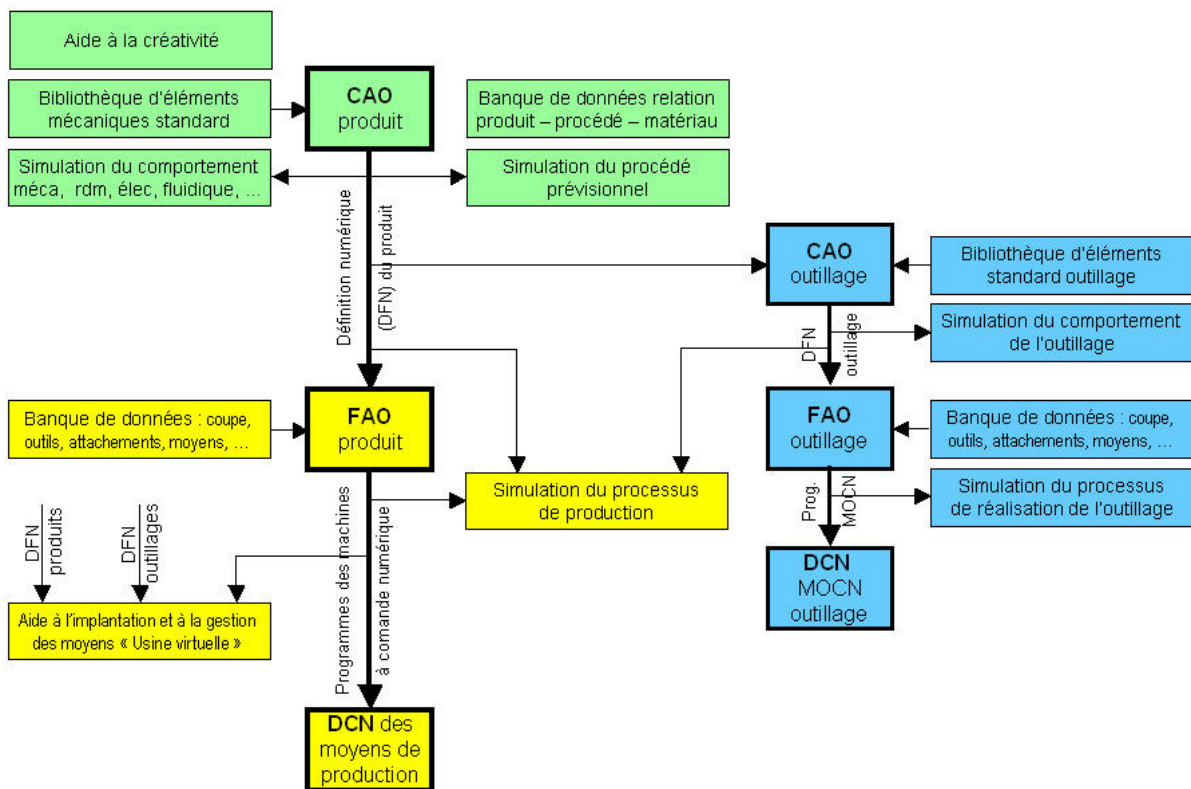 Aide à la créativité
Bibliothèque d'éléments
mécaniques standard
CAO
produit
Banque de données relation
produit – procédé – matériau
Simulation du comportement
méca, rdm, élec, fluidique, ...
Simulation du procédé
prévisionnel
Définition numérique
(DFN) du produit
CAO
outillage
Bibliothèque d'éléments
standard outillage
Simulation du comportement
de l'outillage
DFN
outillage
Banque de données : coupe,
outils, attachements, moyens, ...
FAO
produit
FAO
outillage
Banque de données : coupe,
outils, attachements, moyens, ...
Simulation du processus
de production
Prog.
MOCN
Simulation du processus
de réalisation de l'outillage
DFN
produits
DFN
outillages
Programmes des machines
à comande numérique
DCN
MOCN
outillage
Aide à l'implantation et à la gestion
des moyens « Usine virtuelle »
DCN des
moyens de
production